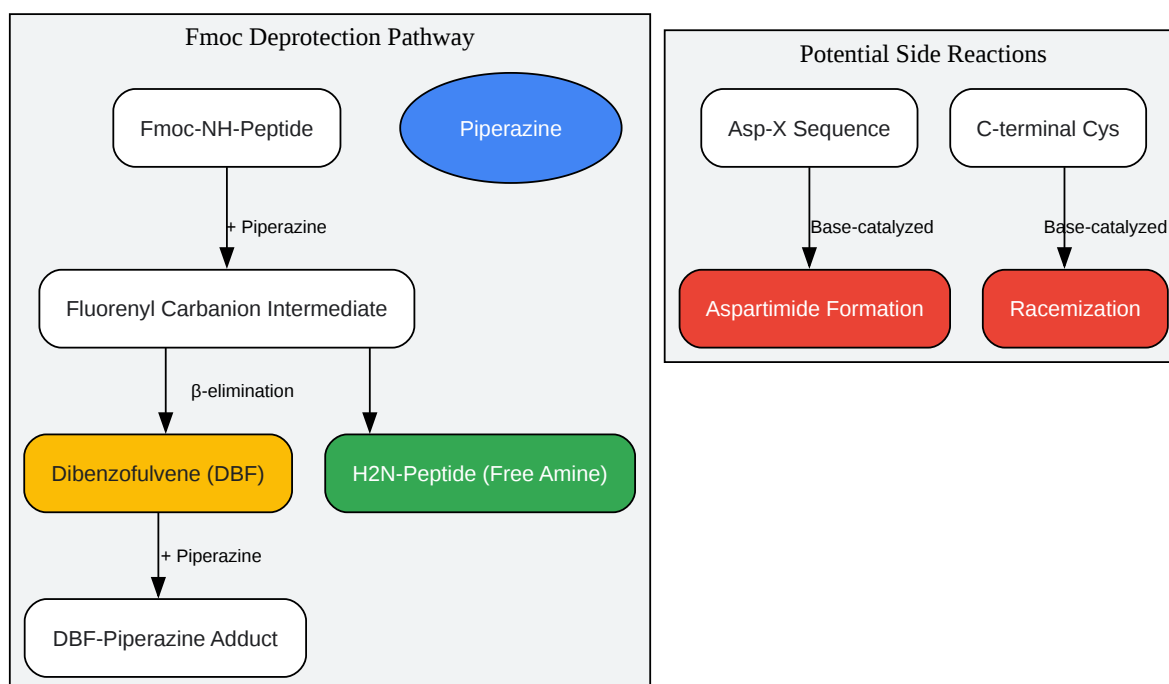 Fmoc Deprotection Pathway
Fmoc-NH-Peptide
Piperazine
+ Piperazine
Fluorenyl Carbanion Intermediate
β-elimination
Dibenzofulvene (DBF)
H2N-Peptide (Free Amine)
+ Piperazine
DBF-Piperazine Adduct
Potential Side Reactions
Asp-X Sequence
C-terminal Cys
Base-catalyzed
Base-catalyzed
Aspartimide Formation
Racemization